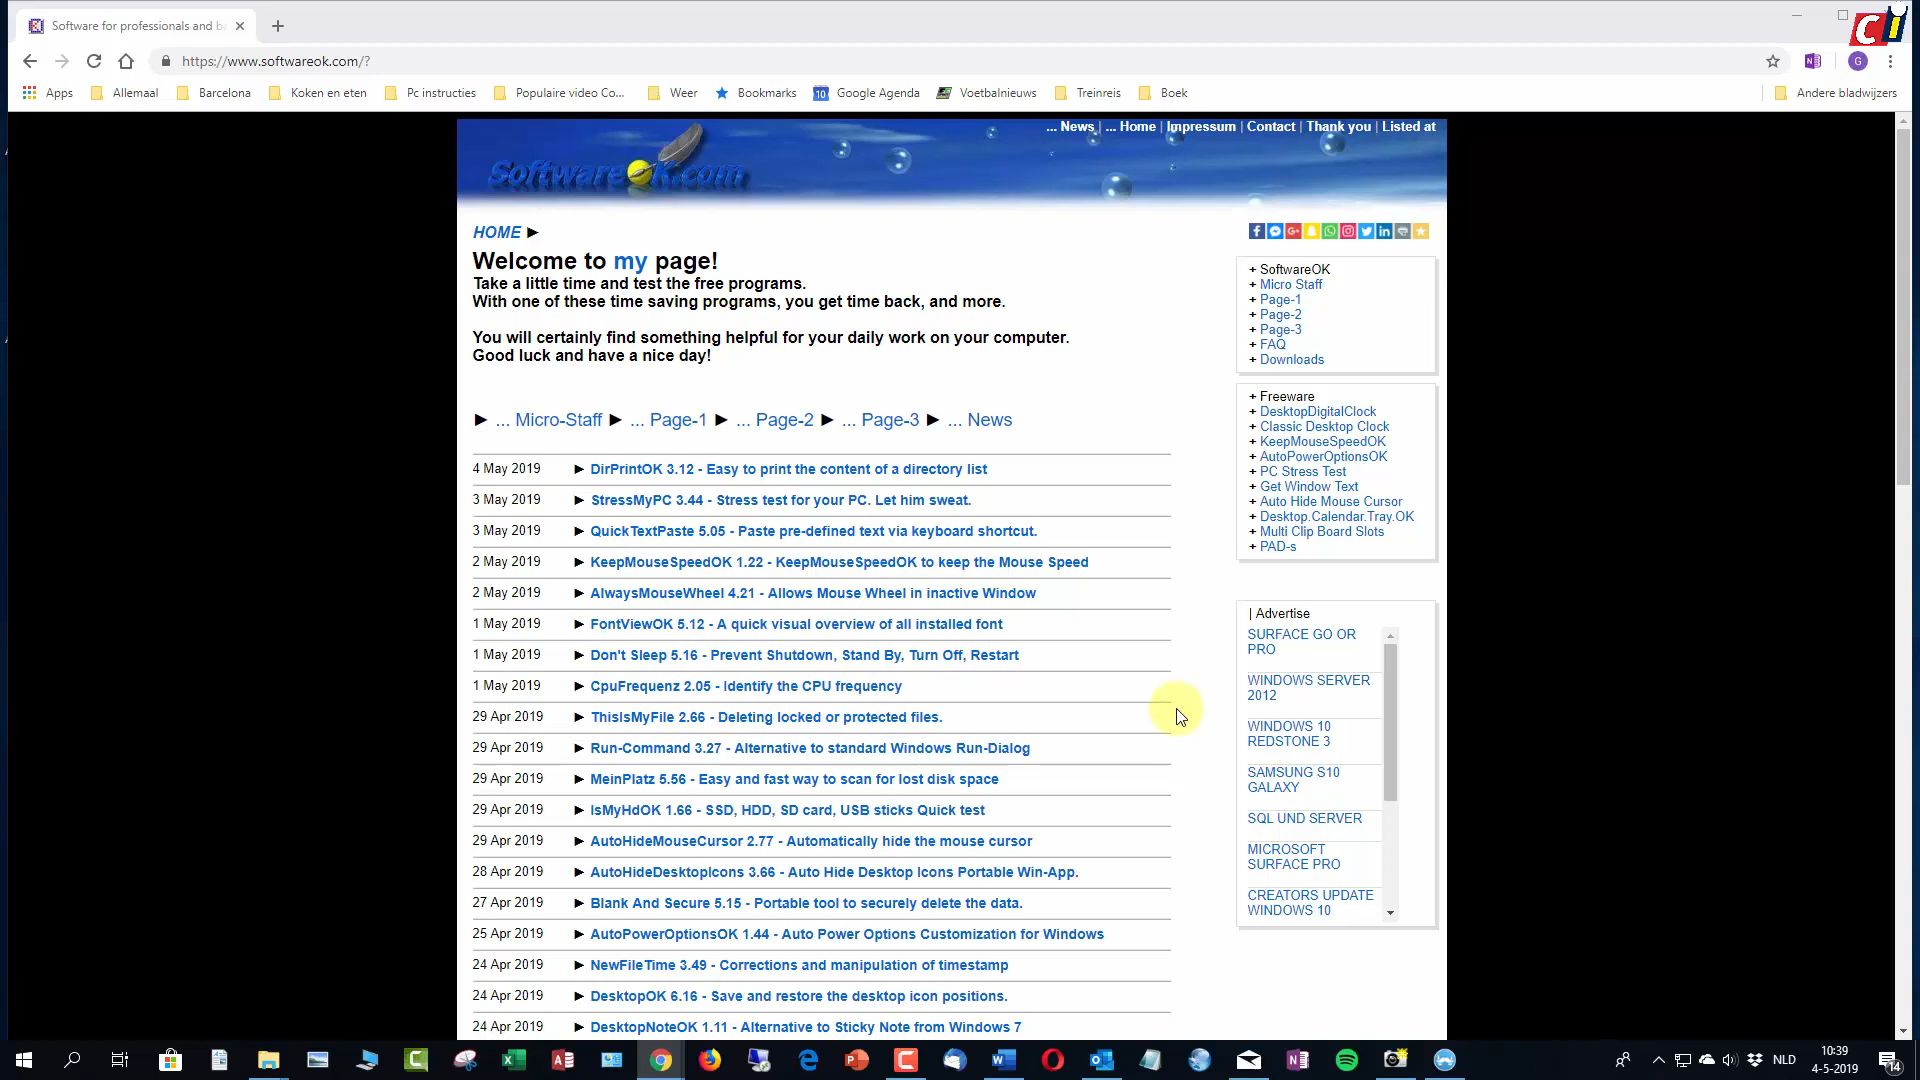 Software for professionals and be
https://www.softwareok.com/?
G
Apps
Allemaal
Barcelona
Koken en eten
Pc instructies
Populaire video Co...
Weer
Bookmarks
10
Google Agenda
Voetbalnieuws
Treinreis
Boek
Andere bladwijzers
Ci
SoftwareOK.com
... News | ... Home | Impressum | Contact | Thank you | Listed at
HOME ►
Welcome to my page!
Take a little time and test the free programs.
With one of these time saving programs, you get time back, and more.
You will certainly find something helpful for your daily work on your computer.
Good luck and have a nice day!
► ... Micro-Staff ► ... Page-1 ► ... Page-2 ► ... Page-3 ► ... News
4 May 2019 ► DirPrintOK 3.12 - Easy to print the content of a directory list
3 May 2019 ► StressMyPC 3.44 - Stress test for your PC. Let him sweat.
3 May 2019 ► QuickTextPaste 5.05 - Paste pre-defined text via keyboard shortcut.
2 May 2019 ► KeepMouseSpeedOK 1.22 - KeepMouseSpeedOK to keep the Mouse Speed
2 May 2019 ► AlwaysMouseWheel 4.21 - Allows Mouse Wheel in inactive Window
1 May 2019 ► FontViewOK 5.12 - A quick visual overview of all installed font
1 May 2019 ► Don't Sleep 5.16 - Prevent Shutdown, Stand By, Turn Off, Restart
1 May 2019 ► CpuFrequenz 2.05 - Identify the CPU frequency
29 Apr 2019 ► ThisIsMyFile 2.66 - Deleting locked or protected files.
29 Apr 2019 ► Run-Command 3.27 - Alternative to standard Windows Run-Dialog
29 Apr 2019 ► MeinPlatz 5.56 - Easy and fast way to scan for lost disk space
29 Apr 2019 ► IsMyHdOK 1.66 - SSD, HDD, SD card, USB sticks Quick test
29 Apr 2019 ► AutoHideMouseCursor 2.77 - Automatically hide the mouse cursor
28 Apr 2019 ► AutoHideDesktopIcons 3.66 - Auto Hide Desktop Icons Portable Win-App.
27 Apr 2019 ► Blank And Secure 5.15 - Portable tool to securely delete the data.
25 Apr 2019 ► AutoPowerOptionsOK 1.44 - Auto Power Options Customization for Windows
24 Apr 2019 ► NewFileTime 3.49 - Corrections and manipulation of timestamp
24 Apr 2019 ► DesktopOK 6.16 - Save and restore the desktop icon positions.
24 Apr 2019 ► DesktopNoteOK 1.11 - Alternative to Sticky Note from Windows 7
+ SoftwareOK
+ Micro Staff
+ Page-1
+ Page-2
+ Page-3
+ FAQ
+ Downloads
+ Freeware
+ DesktopDigitalClock
+ Classic Desktop Clock
+ KeepMouseSpeedOK
+ AutoPowerOptionsOK
+ PC Stress Test
+ Get Window Text
+ Auto Hide Mouse Cursor
+ Desktop.Calendar.Tray.OK
+ Multi Clip Board Slots
+ PAD-s
| Advertise
SURFACE GO OR
PRO
WINDOWS SERVER
2012
WINDOWS 10
REDSTONE 3
SAMSUNG S10
GALAXY
SQL UND SERVER
MICROSOFT
SURFACE PRO
CREATORS UPDATE
WINDOWS 10
NLD
10:39
4-5-2019
14